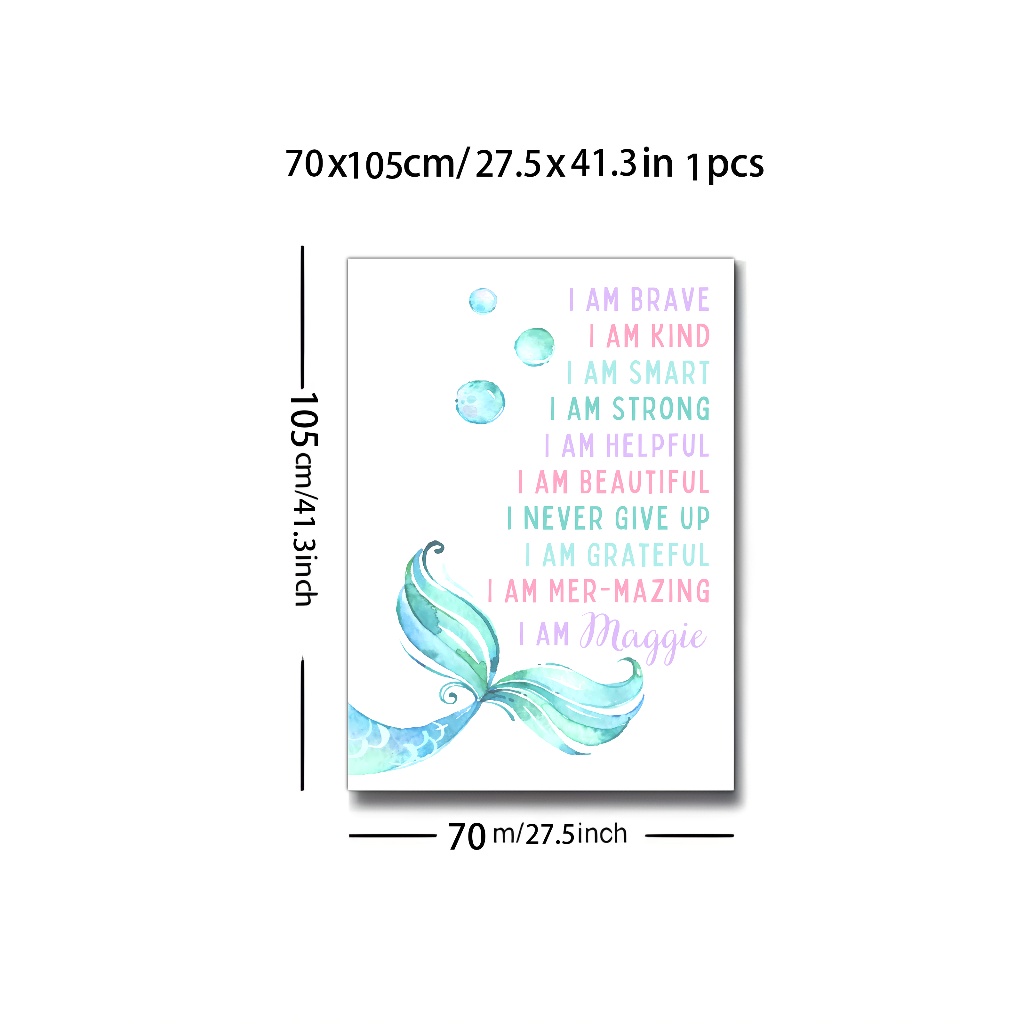 70x105cm/27.5x41.3in 1pcs
I AM BRAVE
I AM KIND
I AM SMART
I AM STRONG
I AM HELPFUL
I AM BEAUTIFUL
I NEVER GIVE UP
I AM GRATEFUL
I AM MER-MAZING
I AM Maggie
105cm/41.3inch
70 m/27.5inch